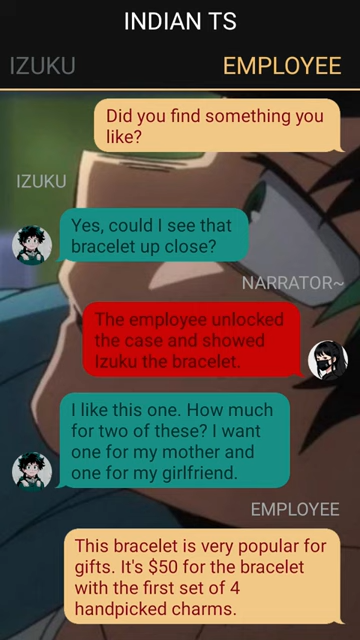 INDIAN TS
IZUKU EMPLOYEE
Did you find something you
like?
IZUKU
Yes, could I see that
bracelet up close?
NARRATOR~
The employee unlocked
the case and showed
Izuku the bracelet.
I like this one. How much
for two of these? I want
one for my mother and
one for my girlfriend.
EMPLOYEE
This bracelet is very popular for
gifts. It's $50 for the bracelet
with the first set of 4
handpicked charms.